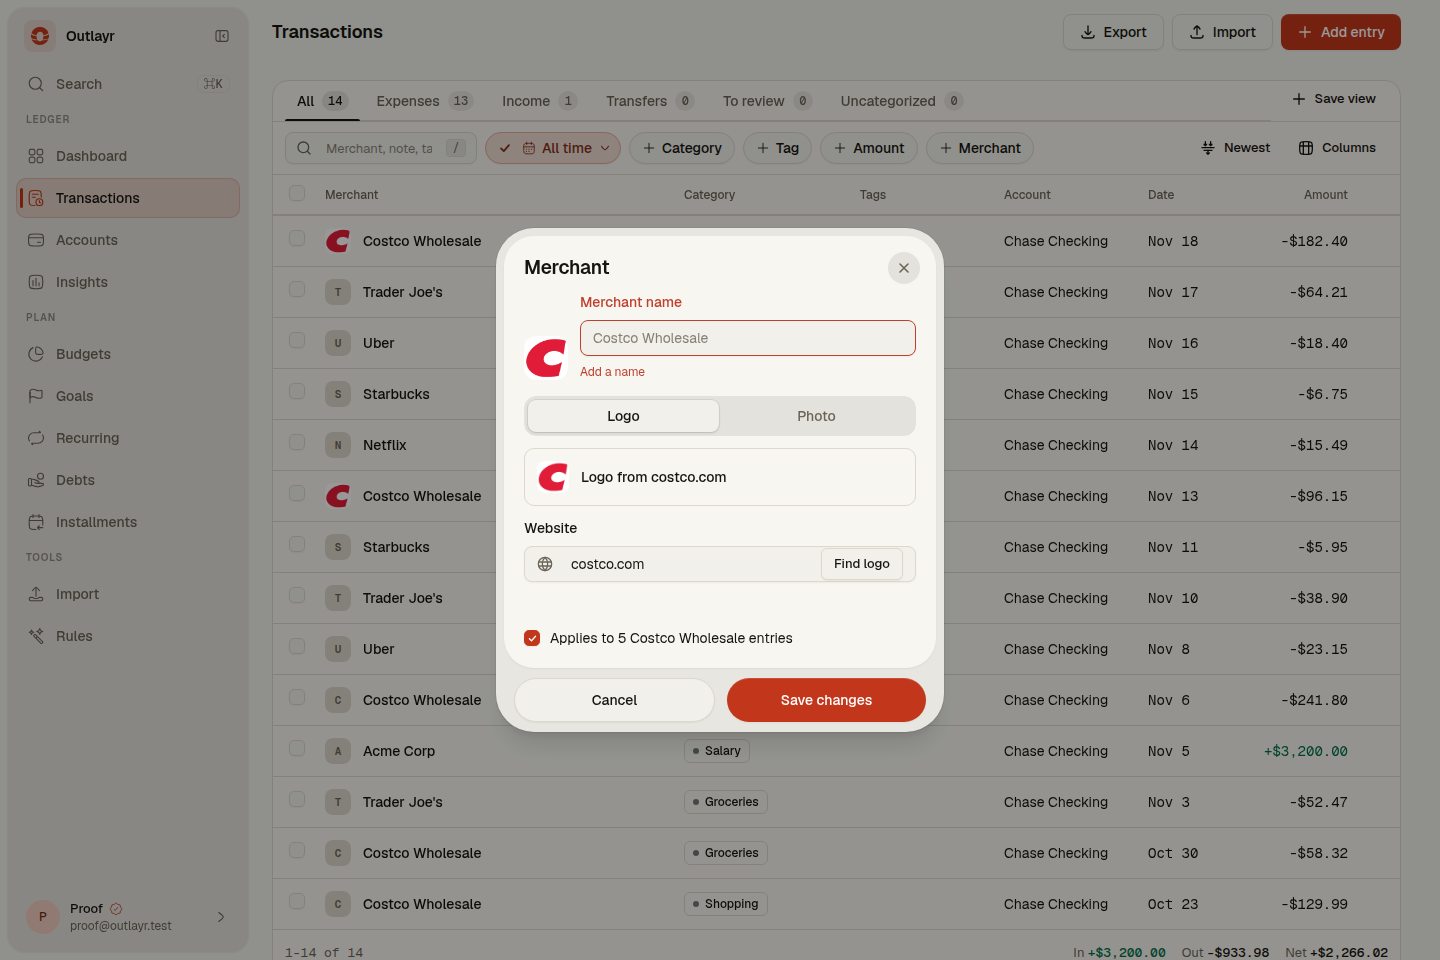 Outlayr
Search
⌘K
LEDGER
Dashboard
Transactions
Accounts
Insights
PLAN
Budgets
Goals
Recurring
Debts
Installments
TOOLS
Import
Rules
P
Proof
proof@outlayr.test
Transactions
Export
Import
Add entry
All 14
Expenses 13
Income 1
Transfers 0
To review 0
Uncategorized 0
Save view
Merchant, note, ta /
All time
Category
Tag
Amount
Merchant
Newest
Columns
Merchant Category Tags Account Date Amount
Costco Wholesale Chase Checking Nov 18 -$182.40
T Trader Joe's Chase Checking Nov 17 -$64.21
U Uber Chase Checking Nov 16 -$18.40
S Starbucks Chase Checking Nov 15 -$6.75
N Netflix Chase Checking Nov 14 -$15.49
Costco Wholesale Chase Checking Nov 13 -$96.15
S Starbucks Chase Checking Nov 11 -$5.95
T Trader Joe's Chase Checking Nov 10 -$38.90
U Uber Chase Checking Nov 8 -$23.15
C Costco Wholesale Chase Checking Nov 6 -$241.80
A Acme Corp Salary Chase Checking Nov 5 +$3,200.00
T Trader Joe's Groceries Chase Checking Nov 3 -$52.47
C Costco Wholesale Groceries Chase Checking Oct 30 -$58.32
C Costco Wholesale Shopping Chase Checking Oct 23 -$129.99
1-14 of 14
In +$3,200.00 Out -$933.98 Net +$2,266.02
Merchant
Merchant name
Costco Wholesale
Add a name
Logo
Photo
Logo from costco.com
Website
costco.com
Find logo
Applies to 5 Costco Wholesale entries
Cancel
Save changes